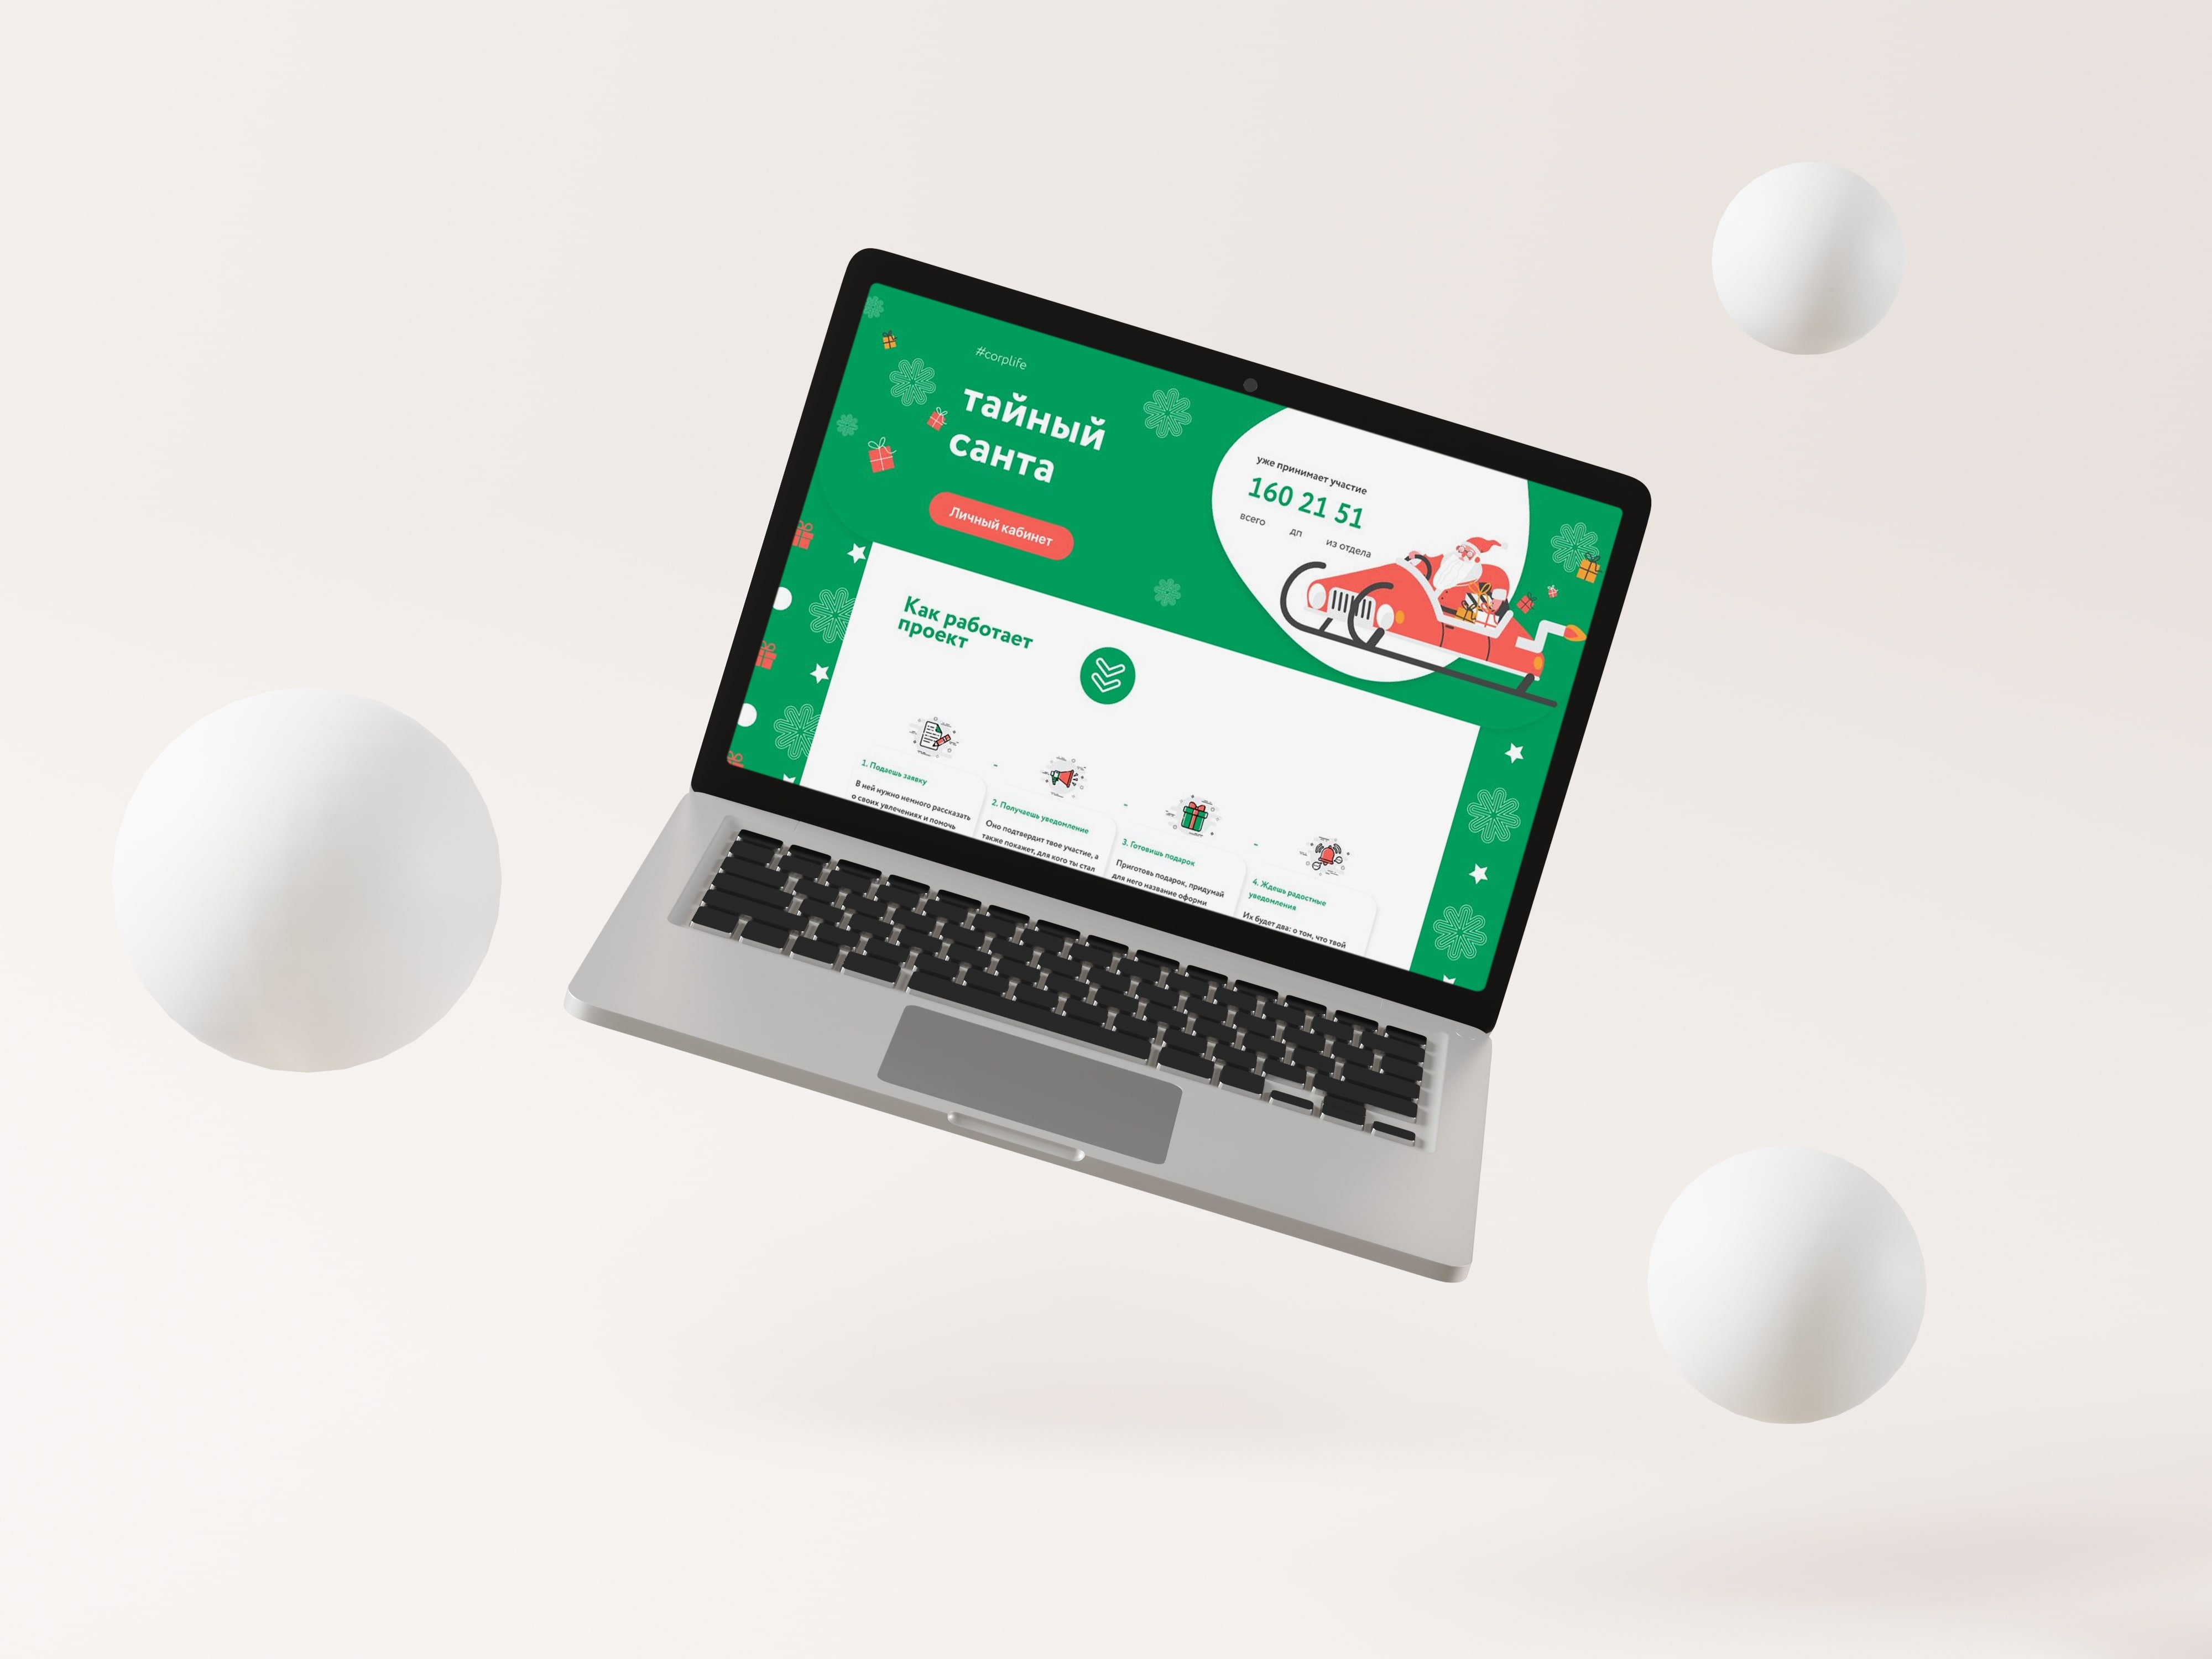 #corplife
тайный
санта
Личный кабинет
уже принимает участие
160 21 51
всего дп из отдела
Как работает
проект
1. Подаешь заявку
В ней нужно немного рассказать
о своих увлечениях и помочь
2. Получаешь уведомление
Оно подтвердит твое участие, а
также покажет, для кого ты стал
3. Готовишь подарок
Приготовь подарок, придумай
для него название оформи
4. Ждешь радостные
уведомления
Их будет два: о том, что твой